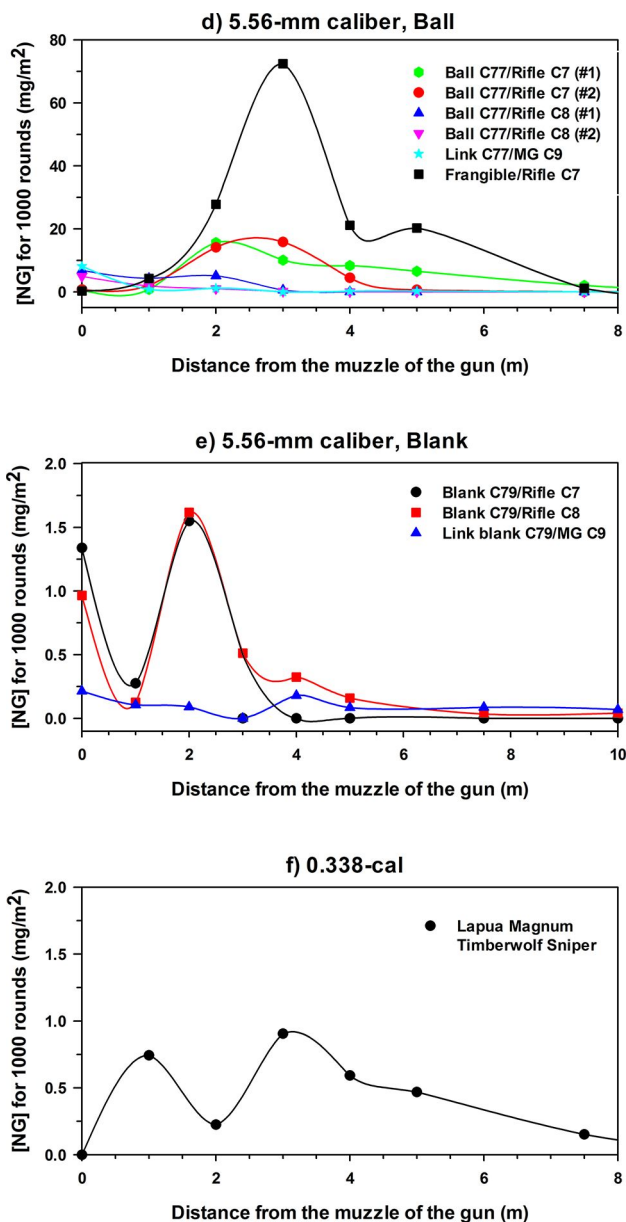 d) 5.56-mm caliber, Ball
[NG] for 1000 rounds (mg/m2)
80
60
40
20
0
Ball C77/Rifle C7 (#1)
Ball C77/Rifle C7 (#2)
Ball C77/Rifle C8 (#1)
Ball C77/Rifle C8 (#2)
Link C77/MG C9
Frangible/Rifle C7
0 2 4 6 8
Distance from the muzzle of the gun (m)
e) 5.56-mm caliber, Blank
[NG] for 1000 rounds (mg/m²)
2.0
1.5
1.0
0.5
0.0
Blank C79/Rifle C7
Blank C79/Rifle C8
Link blank C79/MG C9
0 2 4 6 8 10
Distance from the muzzle of the gun (m)
f) 0.338-cal
[NG] for 1000 rounds (mg/m²)
2.0
1.5
1.0
0.5
0.0
Lapua Magnum
Timberwolf Sniper
0 2 4 6 8
Distance from the muzzle of the gun (m)